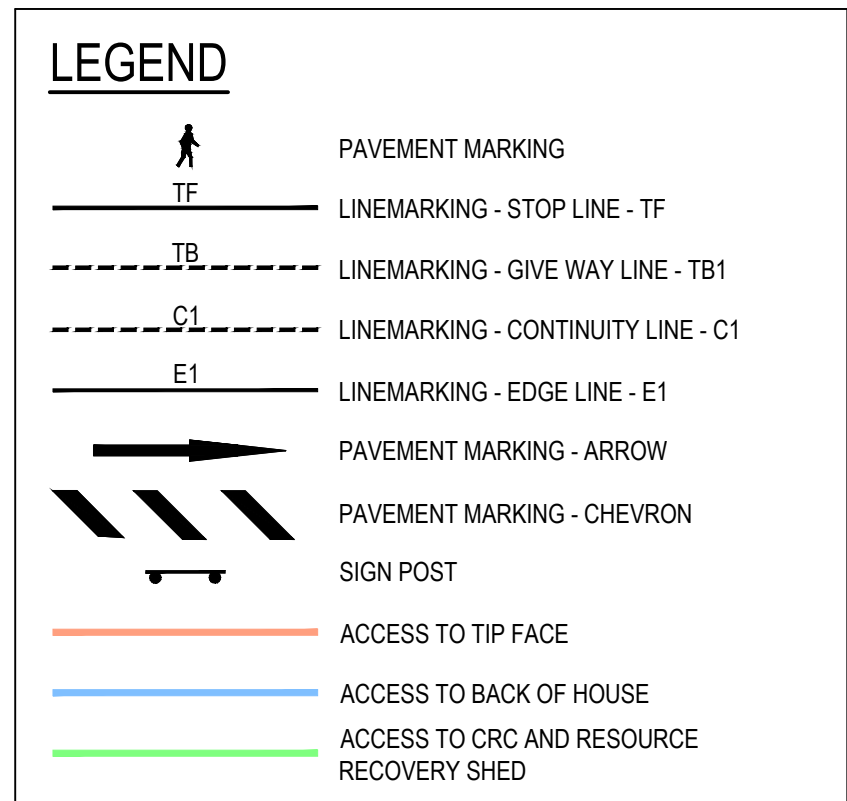 LEGEND
PAVEMENT MARKING
TF
LINEMARKING - STOP LINE - TF
TB
LINEMARKING - GIVE WAY LINE - TB1
C1
LINEMARKING - CONTINUITY LINE - C1
E1
LINEMARKING - EDGE LINE - E1
PAVEMENT MARKING - ARROW
PAVEMENT MARKING - CHEVRON
SIGN POST
ACCESS TO TIP FACE
ACCESS TO BACK OF HOUSE
ACCESS TO CRC AND RESOURCE
RECOVERY SHED